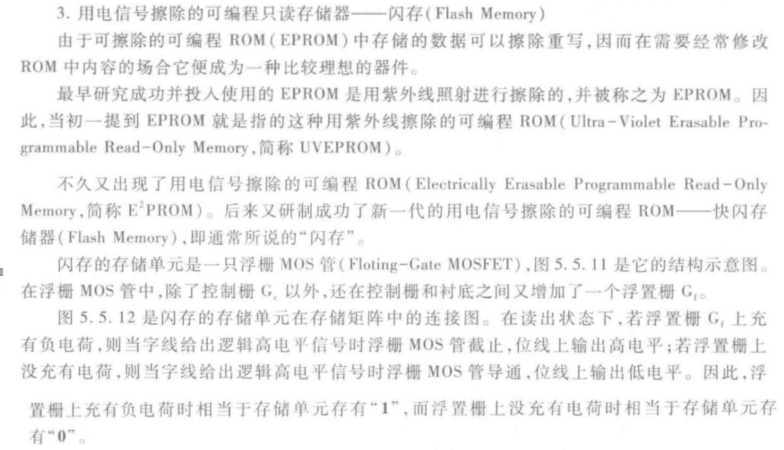 3. 用电信号擦除的可编程只读存储器——闪存(Flash Memory)
由于可擦除的可编程 ROM(EPROM)中存储的数据可以擦除重写,因而在需要经常修改
ROM 中内容的场合它便成为一种比较理想的器件。
最早研究成功并投入使用的 EPROM 是用紫外线照射进行擦除的,并被称之为 EPROM。因
此,当初一提到 EPROM 就是指的这种用紫外线擦除的可编程 ROM(Ultra-Violet Erasable Pro-
grammable Read-Only Memory,简称 UVEPROM)。
不久又出现了用电信号擦除的可编程 ROM(Electrically Erasable Programmable Read-Only
Memory,简称 E²PROM)。后来又研制成功了新一代的用电信号擦除的可编程 ROM——快闪存
储器(Flash Memory),即通常所说的“闪存”。
闪存的存储单元是一只浮栅 MOS 管(Floting-Gate MOSFET),图 5.5.11 是它的结构示意图。
在浮栅 MOS 管中,除了控制栅 Gc 以外,还在控制栅和衬底之间又增加了一个浮置栅 Gf。
图 5.5.12 是闪存的存储单元在存储矩阵中的连接图。在读出状态下,若浮置栅 Gf 上充
有负电荷,则当字线给出逻辑高电平信号时浮栅 MOS 管截止,位线上输出高电平;若浮置栅上
没充有电荷,则当字线给出逻辑高电平信号时浮栅 MOS 管导通,位线上输出低电平。因此,浮
置栅上充有负电荷时相当于存储单元存有“1”,而浮置栅上没充有电荷时相当于存储单元存
有“0”。